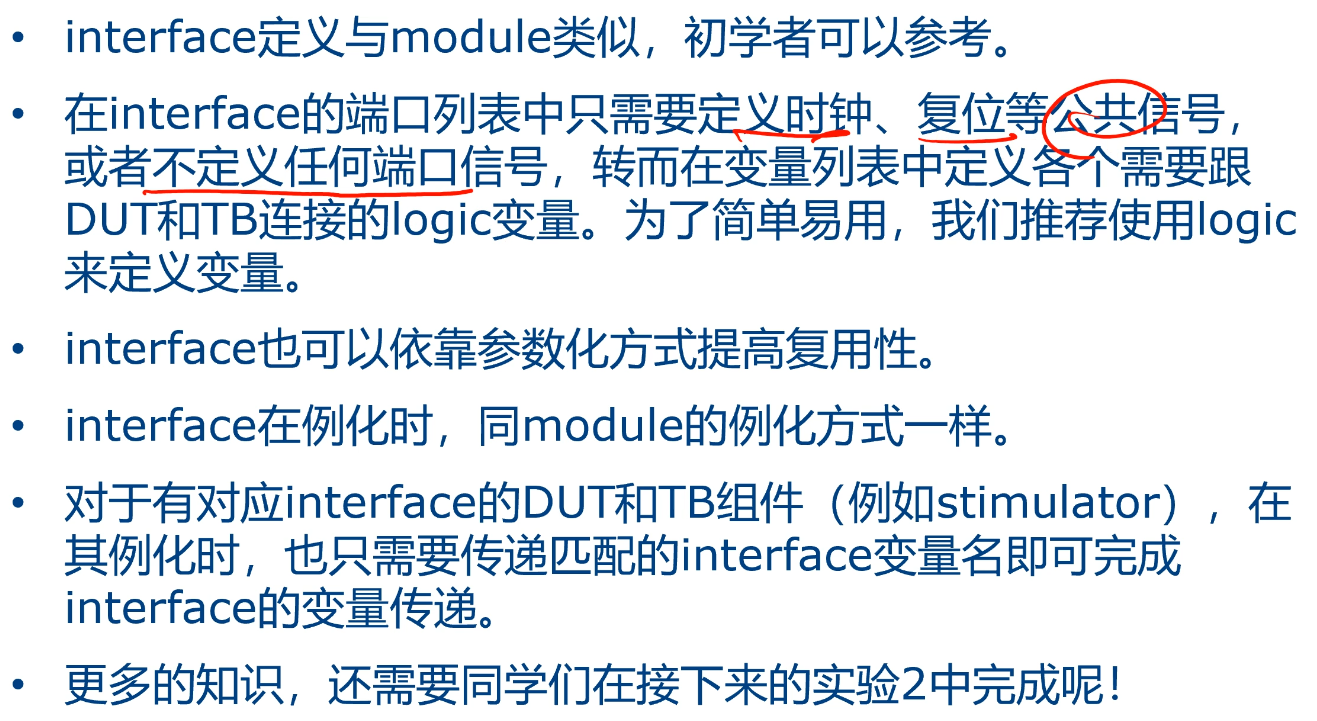 • interface定义与module类似，初学者可以参考。
• 在interface的端口列表中只需要定义时钟、复位等公共信号，
或者不定义任何端口信号，转而在变量列表中定义各个需要跟
DUT和TB连接的logic变量。为了简单易用，我们推荐使用logic
来定义变量。
• interface也可以依靠参数化方式提高复用性。
• interface在例化时，同module的例化方式一样。
• 对于有对应interface的DUT和TB组件（例如stimulator），在
其例化时，也只需要传递匹配的interface变量名即可完成
interface的变量传递。
• 更多的知识，还需要同学们在接下来的实验2中完成呢！